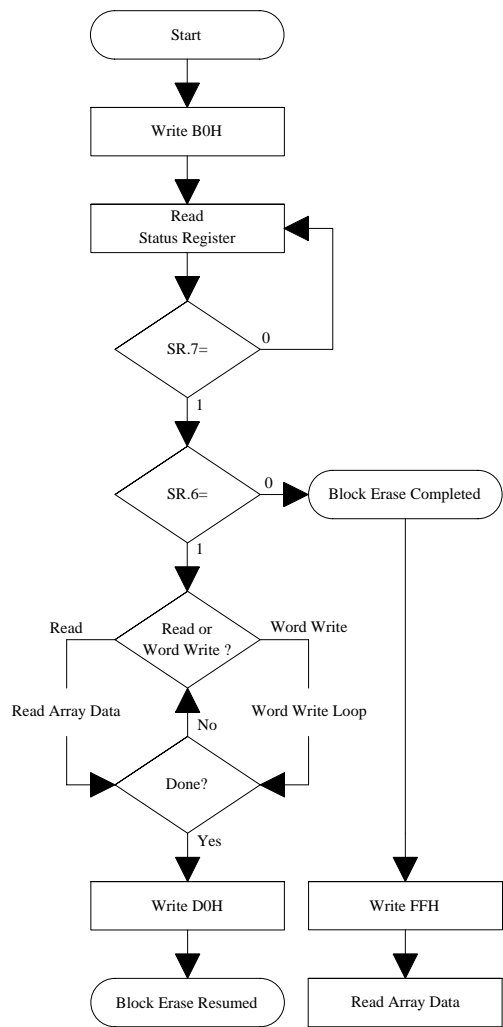 Start
Write B0H
Read
Status Register
SR.7=
0
1
SR.6=
0
Block Erase Completed
1
Read
Read or
Word Write ?
Word Write
Read Array Data
No
Word Write Loop
Done?
Yes
Write D0H
Write FFH
Block Erase Resumed
Read Array Data